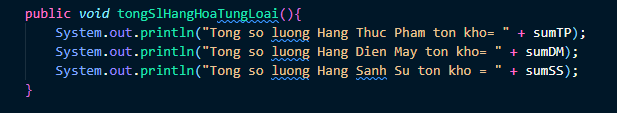 public void tongSlHangHoaTungLoai(){
System.out.println("Tong so luong Hang Thuc Pham ton kho= " + sumTP);
System.out.println("Tong so luong Hang Dien May ton kho= " + sumDM);
System.out.println("Tong so luong Hang Sanh Su ton kho = " + sumSS);
}